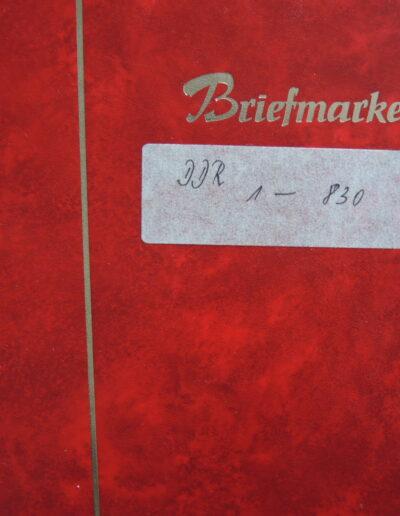 Briefmarke
DDR
1 - 830